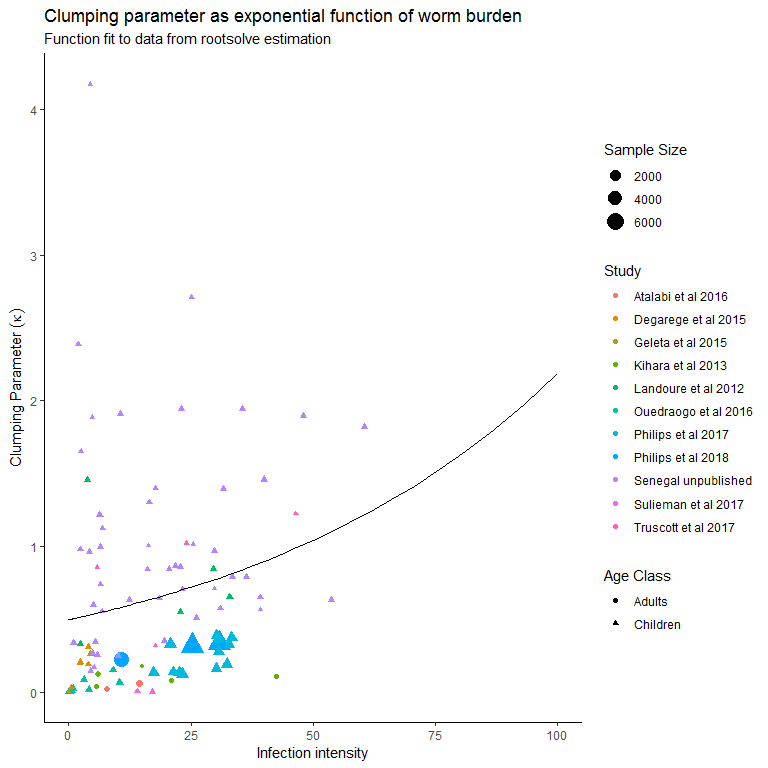 Clumping parameter as exponential function of worm burden
Function fit to data from rootsolve estimation
Clumping Parameter (κ)
4
3
2
1
0
0
25
50
75
100
Infection intensity
Sample Size
2000
4000
6000
Study
Atalabi et al 2016
Degarege et al 2015
Geleta et al 2015
Kihara et al 2013
Landoure et al 2012
Ouedraogo et al 2016
Philips et al 2017
Philips et al 2018
Senegal unpublished
Sulieman et al 2017
Truscott et al 2017
Age Class
Adults
Children